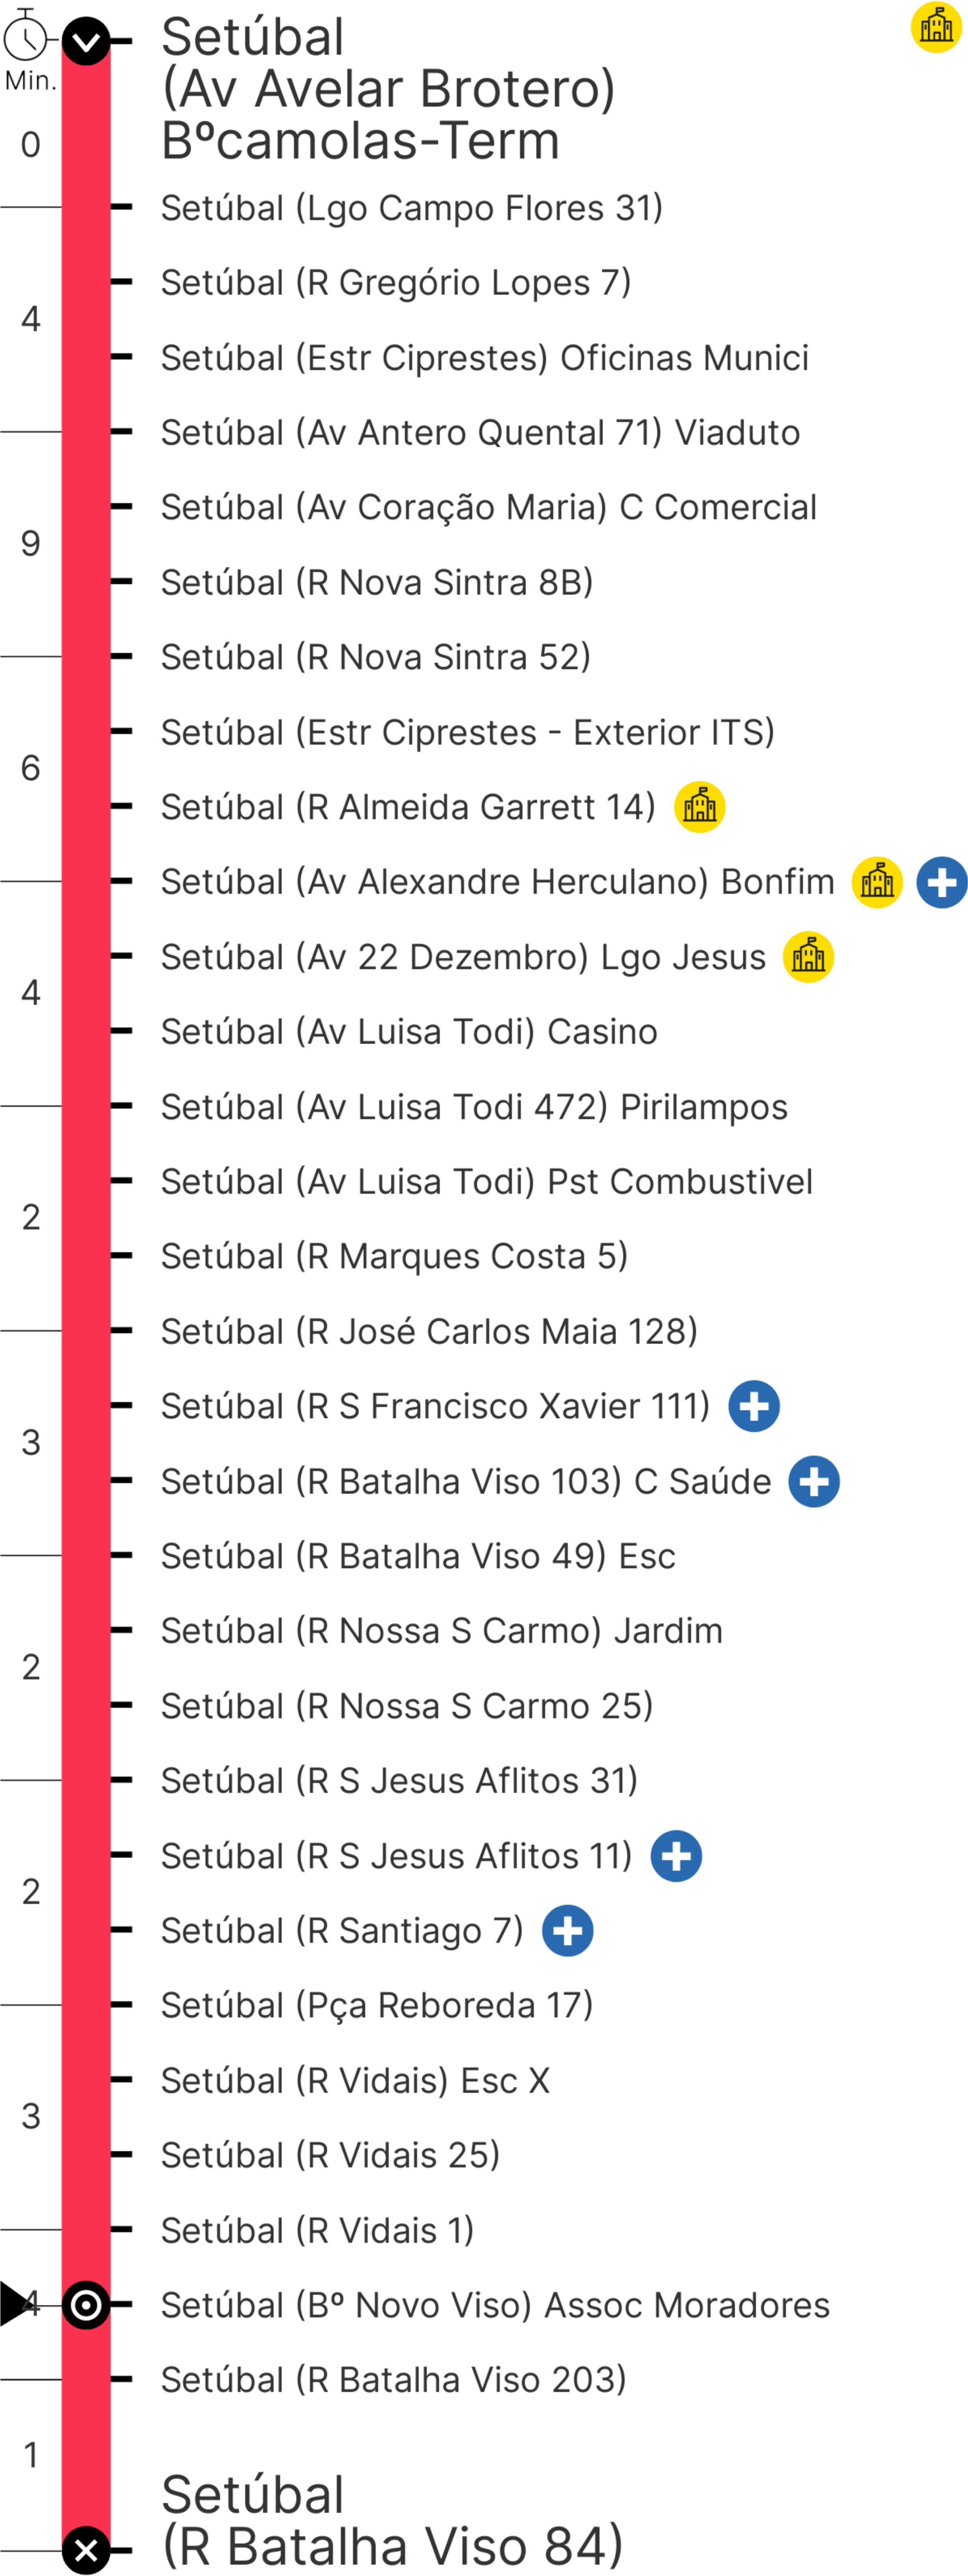 Setúbal
(Av Avelar Brotero)
Bºcamolas-Term
Min.
0
Setúbal (Lgo Campo Flores 31)
Setúbal (R Gregório Lopes 7)
4
Setúbal (Estr Ciprestes) Oficinas Munici
Setúbal (Av Antero Quental 71) Viaduto
Setúbal (Av Coração Maria) C Comercial
9
Setúbal (R Nova Sintra 8B)
Setúbal (R Nova Sintra 52)
Setúbal (Estr Ciprestes - Exterior ITS)
6
Setúbal (R Almeida Garrett 14)
Setúbal (Av Alexandre Herculano) Bonfim
Setúbal (Av 22 Dezembro) Lgo Jesus
4
Setúbal (Av Luisa Todi) Casino
Setúbal (Av Luisa Todi 472) Pirilampos
Setúbal (Av Luisa Todi) Pst Combustivel
2
Setúbal (R Marques Costa 5)
Setúbal (R José Carlos Maia 128)
Setúbal (R S Francisco Xavier 111)
3
Setúbal (R Batalha Viso 103) C Saúde
Setúbal (R Batalha Viso 49) Esc
Setúbal (R Nossa S Carmo) Jardim
2
Setúbal (R Nossa S Carmo 25)
Setúbal (R S Jesus Aflitos 31)
Setúbal (R S Jesus Aflitos 11)
2
Setúbal (R Santiago 7)
Setúbal (Pça Reboreda 17)
Setúbal (R Vidais) Esc X
3
Setúbal (R Vidais 25)
Setúbal (R Vidais 1)
4
Setúbal (Bº Novo Viso) Assoc Moradores
Setúbal (R Batalha Viso 203)
1
Setúbal
(R Batalha Viso 84)